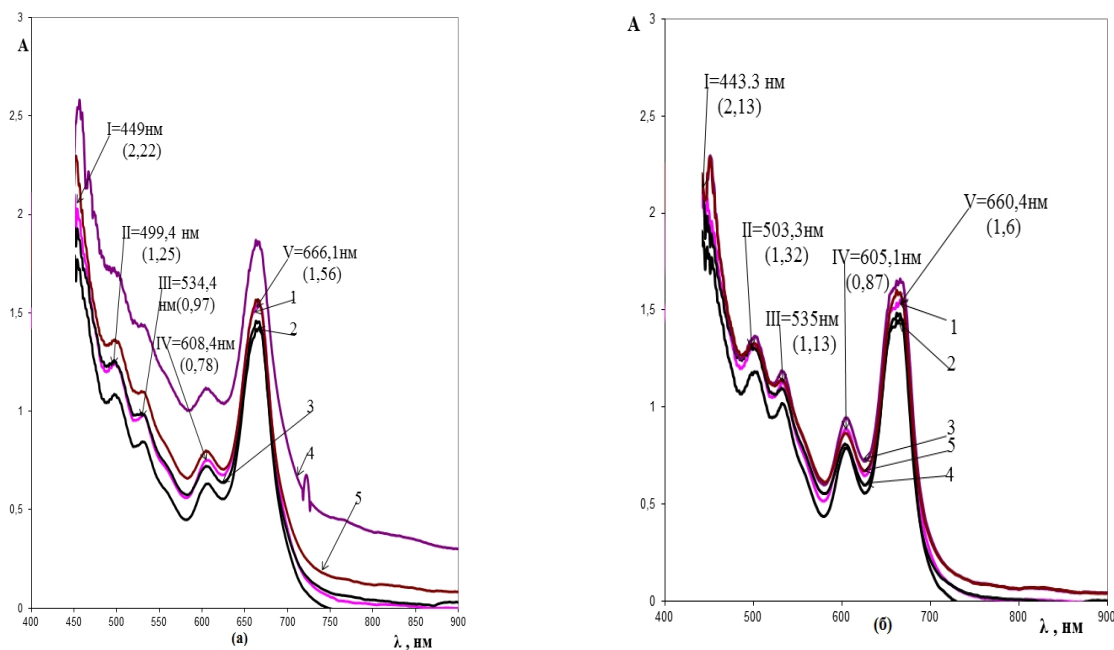 3
A
I=449нм
(2,22)
2,5
2
II=499,4 нм
(1,25)
III=534,4
нм(0,97)
V=666,1нм
(1,56)
1
1,5
2
IV=608,4нм
(0,78)
3
1
4
5
0,5
0
400 450 500 550 600 650 700 750 800 850 900
(а)
λ , нм
A
3
I=443.3 нм
(2,13)
2,5
2
V=660,4нм
(1,6)
II=503,3нм
(1,32)
IV=605,1нм
(0,87)
1,5
III=535нм
(1,13)
1
2
1
3
5
4
0,5
0
400 500 600 700 800 900
(б)
λ , нм